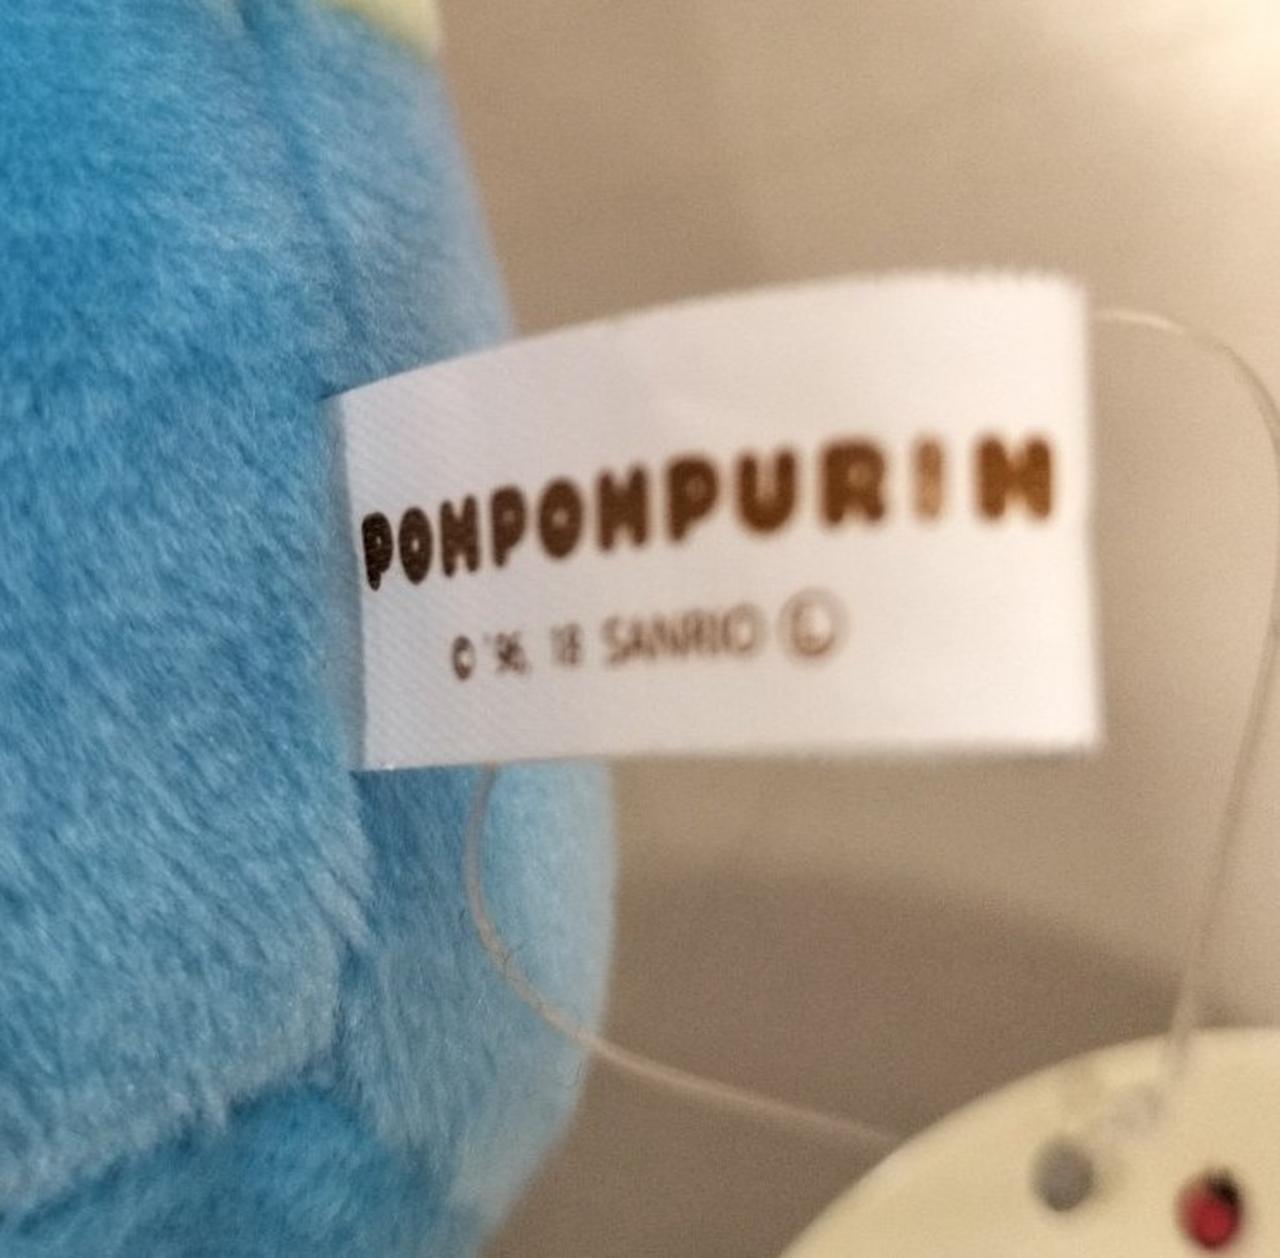 POMPOMPURIN
© '96, '18 SANRIO Ⓛ